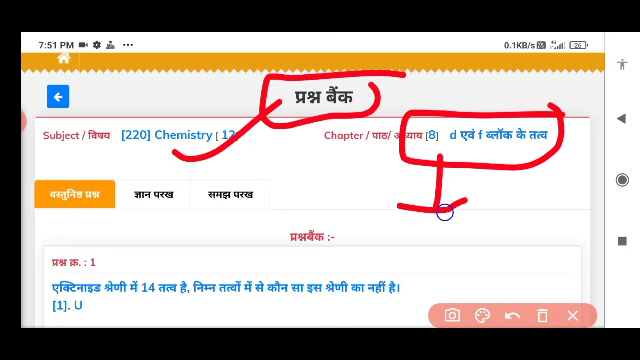 7:51 PM ... 0.1KB/s 26
प्रश्न बैंक
Subject / विषय [220] Chemistry [ 12 Chapter / पाठ/ अध्याय [8] d एवं f ब्लॉक के तत्व
वस्तुनिष्ठ प्रश्न ज्ञान परख समझ परख
प्रश्नबैंक :-
प्रश्न क्र. : 1
एक्टिनाइड श्रेणी में 14 तत्व है, निम्न तत्वों में से कौन सा इस श्रेणी का नहीं है।
[1]. U